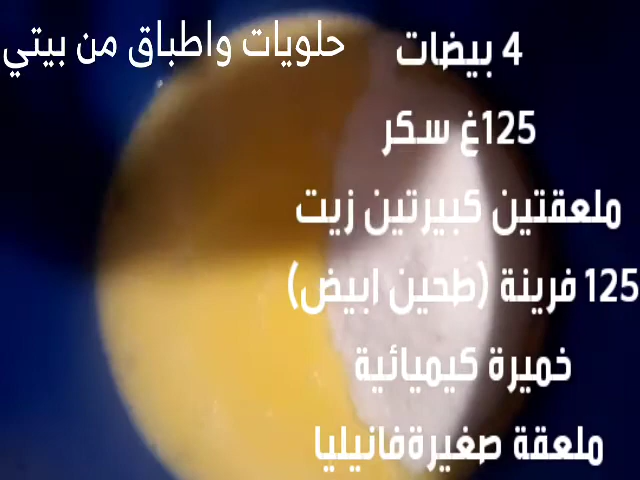 حلويات واطباق من بيتي
4 بيضات
125غ سكر
ملعقتين كبيرتين زيت
125 فرينة (طحين ابيض)
خميرة كيميائية
ملعقة صغيرةفانيليا